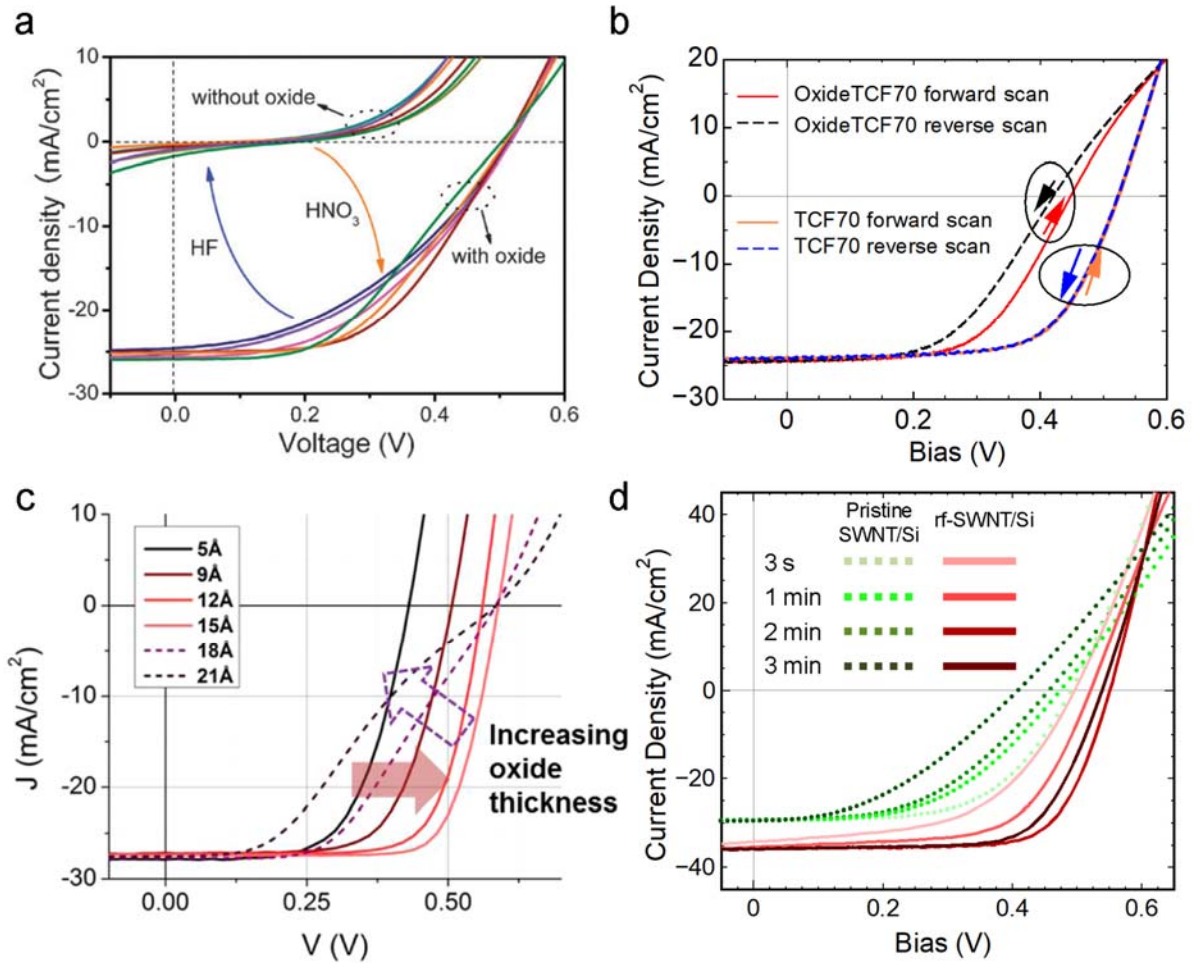 a
Current density (mA/cm²)
10
0
-10
-20
-30
without oxide
HNO₃
HF
with oxide
0.0
0.2
0.4
0.6
Voltage (V)
b
Current Density (mA/cm²)
20
10
0
−10
−20
−30
OxideTCF70 forward scan
OxideTCF70 reverse scan
TCF70 forward scan
TCF70 reverse scan
0
0.2
0.4
0.6
Bias (V)
c
J (mA/cm²)
10
0
-10
-20
-30
5Å
9Å
12Å
15Å
18Å
21Å
Increasing
oxide
thickness
0.00
0.25
0.50
V (V)
d
Current Density (mA/cm²)
40
20
0
−20
−40
Pristine
SWNT/Si
rf-SWNT/Si
3 s
1 min
2 min
3 min
0
0.2
0.4
0.6
Bias (V)